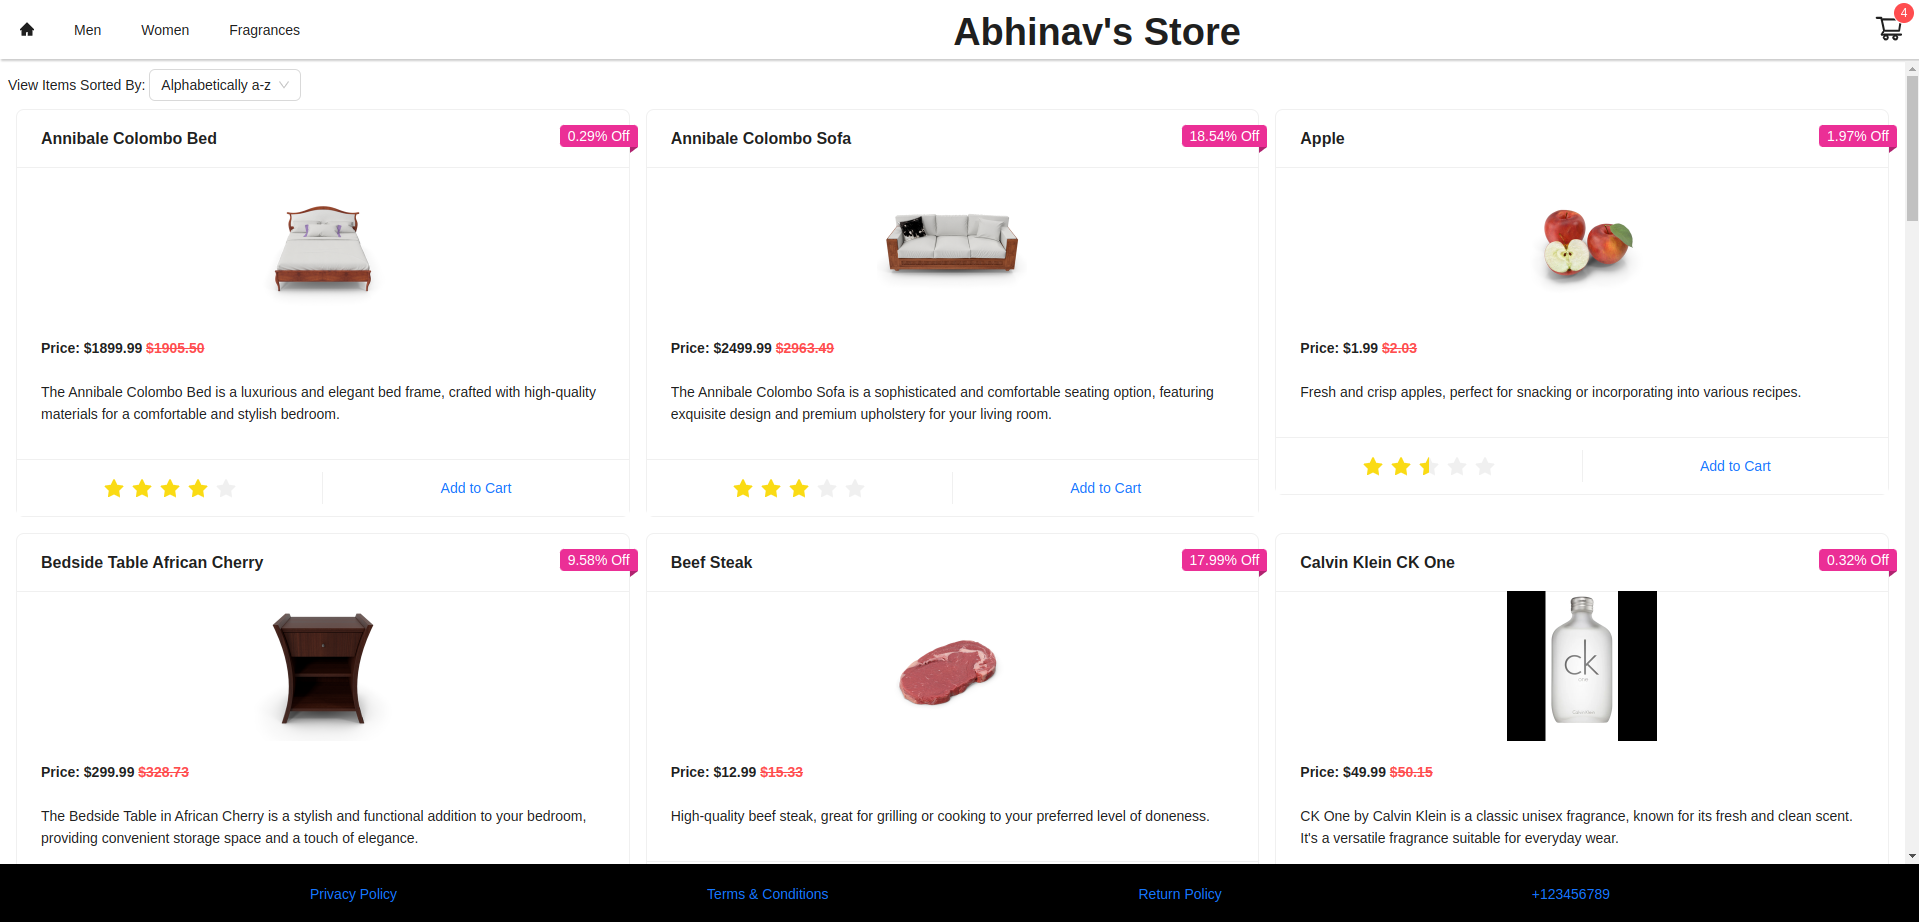 Men
Women
Fragrances
Abhinav's Store
4
View Items Sorted By:
Alphabetically a-z
Annibale Colombo Bed
0.29% Off
Price: $1899.99 $1905.50
The Annibale Colombo Bed is a luxurious and elegant bed frame, crafted with high-quality
materials for a comfortable and stylish bedroom.
Add to Cart
Annibale Colombo Sofa
18.54% Off
Price: $2499.99 $2963.49
The Annibale Colombo Sofa is a sophisticated and comfortable seating option, featuring
exquisite design and premium upholstery for your living room.
Add to Cart
Apple
1.97% Off
Price: $1.99 $2.03
Fresh and crisp apples, perfect for snacking or incorporating into various recipes.
Add to Cart
Bedside Table African Cherry
9.58% Off
Price: $299.99 $328.73
The Bedside Table in African Cherry is a stylish and functional addition to your bedroom,
providing convenient storage space and a touch of elegance.
Beef Steak
17.99% Off
Price: $12.99 $15.33
High-quality beef steak, great for grilling or cooking to your preferred level of doneness.
Calvin Klein CK One
0.32% Off
ck
one
Price: $49.99 $50.15
CK One by Calvin Klein is a classic unisex fragrance, known for its fresh and clean scent.
It's a versatile fragrance suitable for everyday wear.
Privacy Policy
Terms & Conditions
Return Policy
+123456789